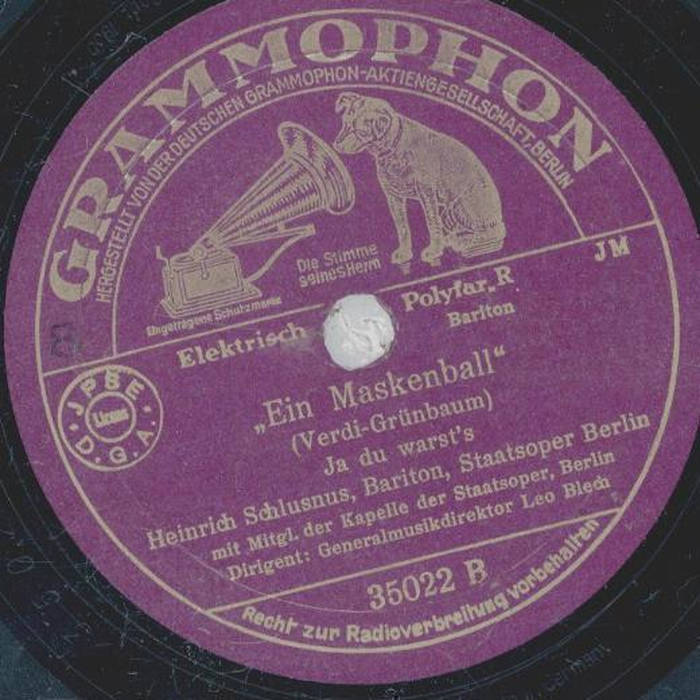 GRAMMOPHON
HERGESTELLT VON DER DEUTSCHEN GRAMMOPHON-AKTIENGESELLSCHAFT, BERLIN
Die Stimme
seines Herrn
Eingetragene Schutzmarke
JM
Elektrisch
Polyfar„R
Bariton
JPSE
D.G.A.
„Ein Maskenball“
(Verdi-Grünbaum)
Ja du warst's
Heinrich Schlusnus, Bariton, Staatsoper Berlin
mit Mitgl. der Kapelle der Staatsoper, Berlin
Dirigent: Generalmusikdirektor Leo Blech
35022 B
Recht zur Radioverbreitung vorbehalten